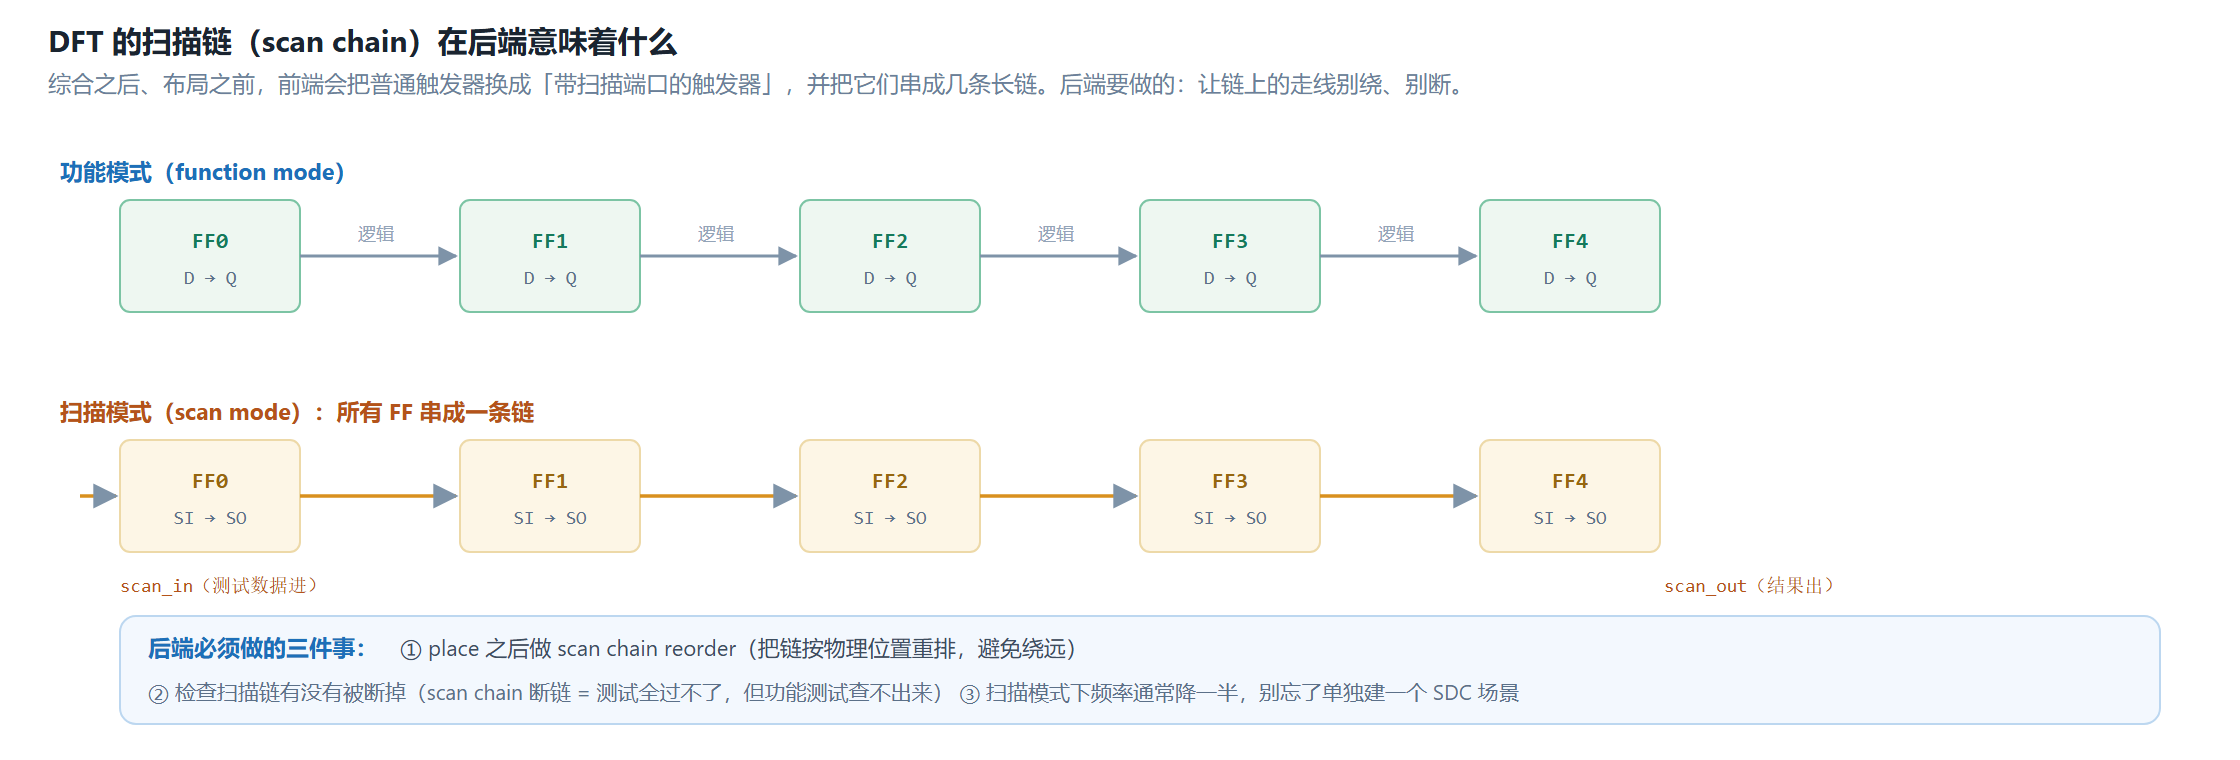 DFT 的扫描链（scan chain）在后端意味着什么
综合之后、布局之前，前端会把普通触发器换成「带扫描端口的触发器」，并把它们串成几条长链。后端要做的：让链上的走线别绕、别断。
功能模式（function mode）
逻辑 逻辑 逻辑 逻辑
FF0 FF1 FF2 FF3 FF4
D → Q D → Q D → Q D → Q D → Q
扫描模式（scan mode）：所有 FF 串成一条链
FF0 FF1 FF2 FF3 FF4
SI → SO SI → SO SI → SO SI → SO SI → SO
scan_in（测试数据进） scan_out（结果出）
后端必须做的三件事： ① place 之后做 scan chain reorder（把链按物理位置重排，避免绕远）
② 检查扫描链有没有被断掉（scan chain 断链 = 测试全过不了，但功能测试查不出来） ③ 扫描模式下频率通常降一半，别忘了单独建一个 SDC 场景